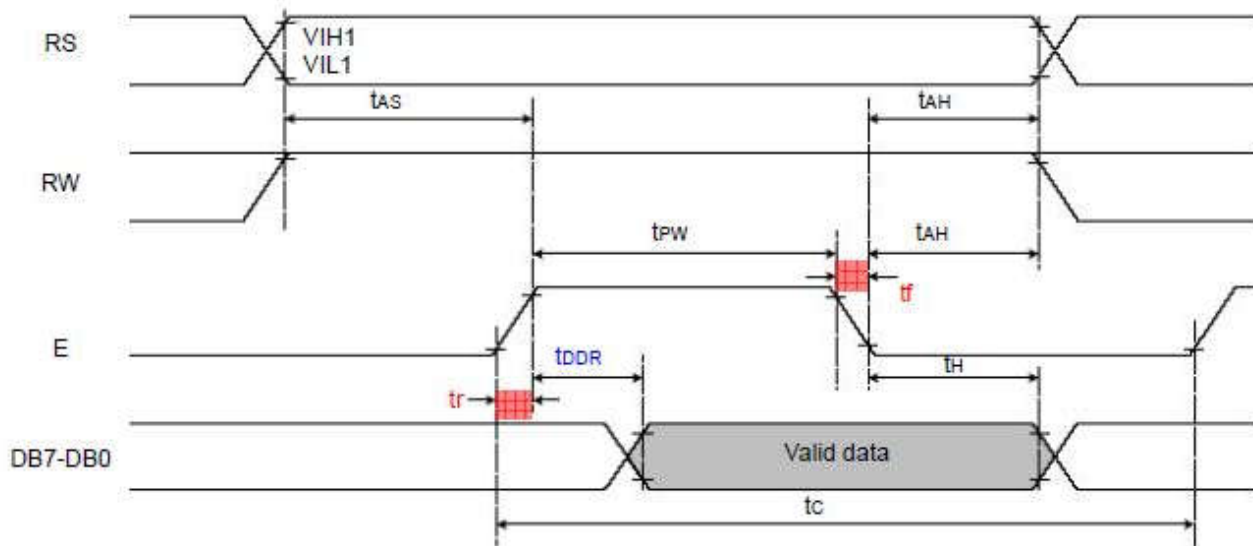 RS
VIH1
VIL1
tAS
tAH
RW
tPW
tAH
tf
E
tDDR
tH
tr
DB7-DB0
Valid data
tC